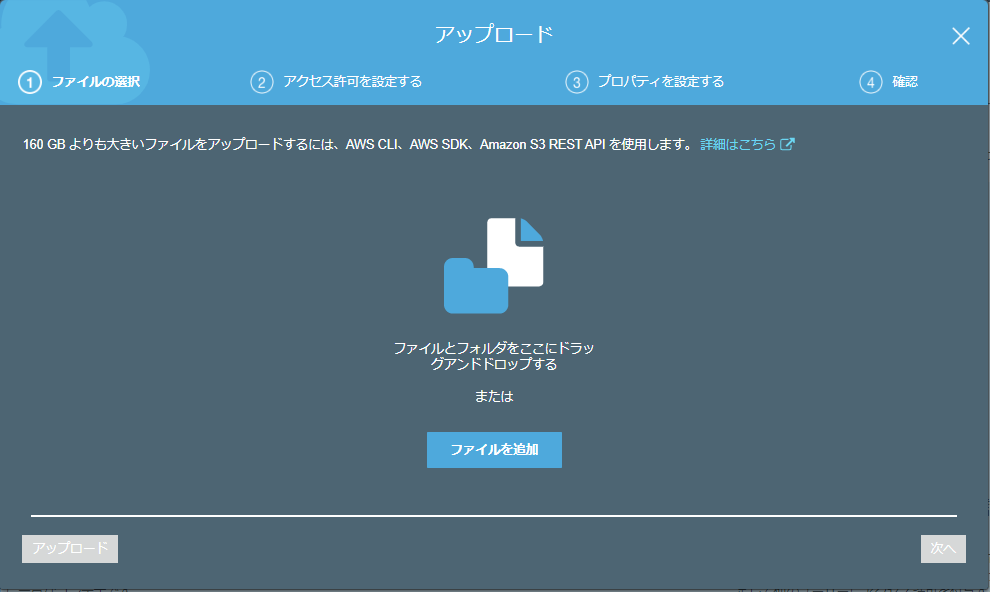 アップロード
1 ファイルの選択
2 アクセス許可を設定する
3 プロパティを設定する
4 確認
160 GB よりも大きいファイルをアップロードするには、AWS CLI、AWS SDK、Amazon S3 REST API を使用します。 詳細はこちら
ファイルとフォルダをここにドラッ
グアンドドロップする
または
ファイルを追加
アップロード
次へ